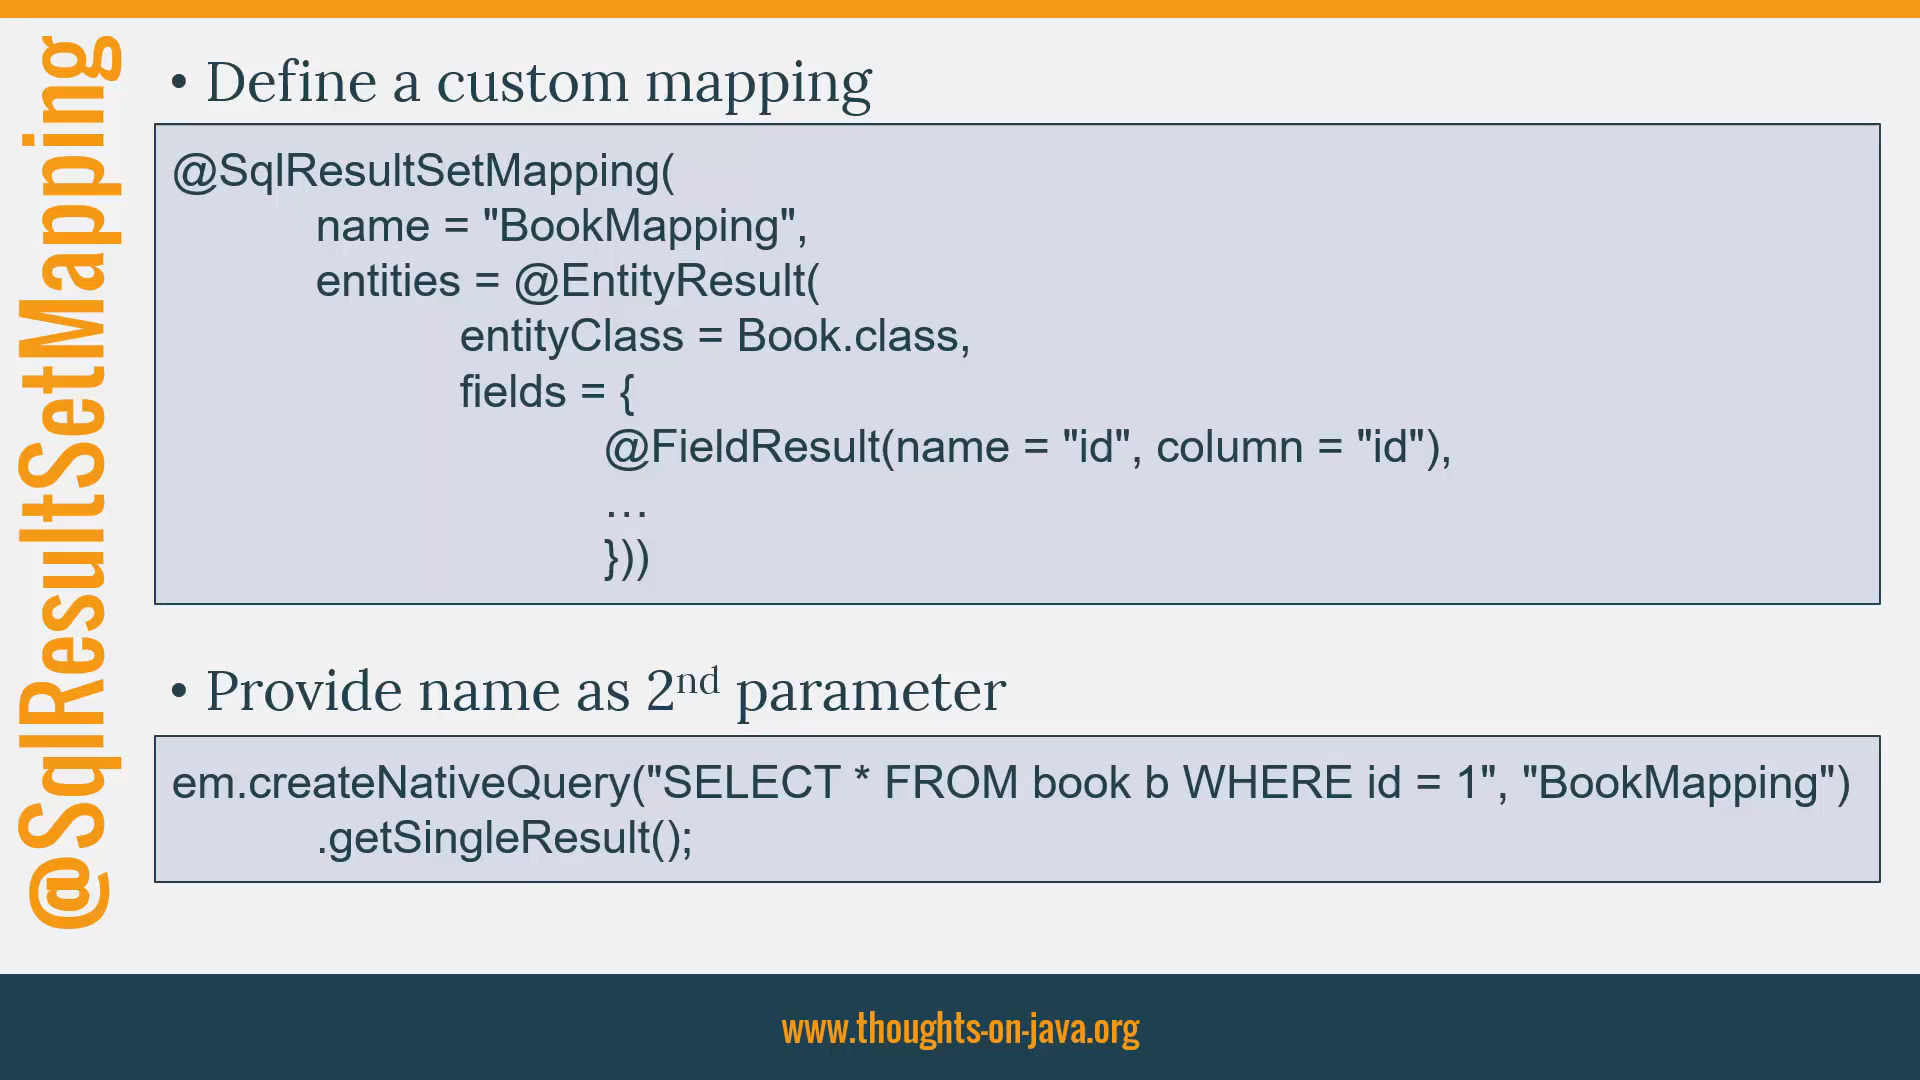 @SqlResultSetMapping
• Define a custom mapping
@SqlResultSetMapping(
name = "BookMapping",
entities = @EntityResult(
entityClass = Book.class,
fields = {
@FieldResult(name = "id", column = "id"),
…
}))
• Provide name as 2nd parameter
em.createNativeQuery("SELECT * FROM book b WHERE id = 1", "BookMapping")
.getSingleResult();
www.thoughts-on-java.org